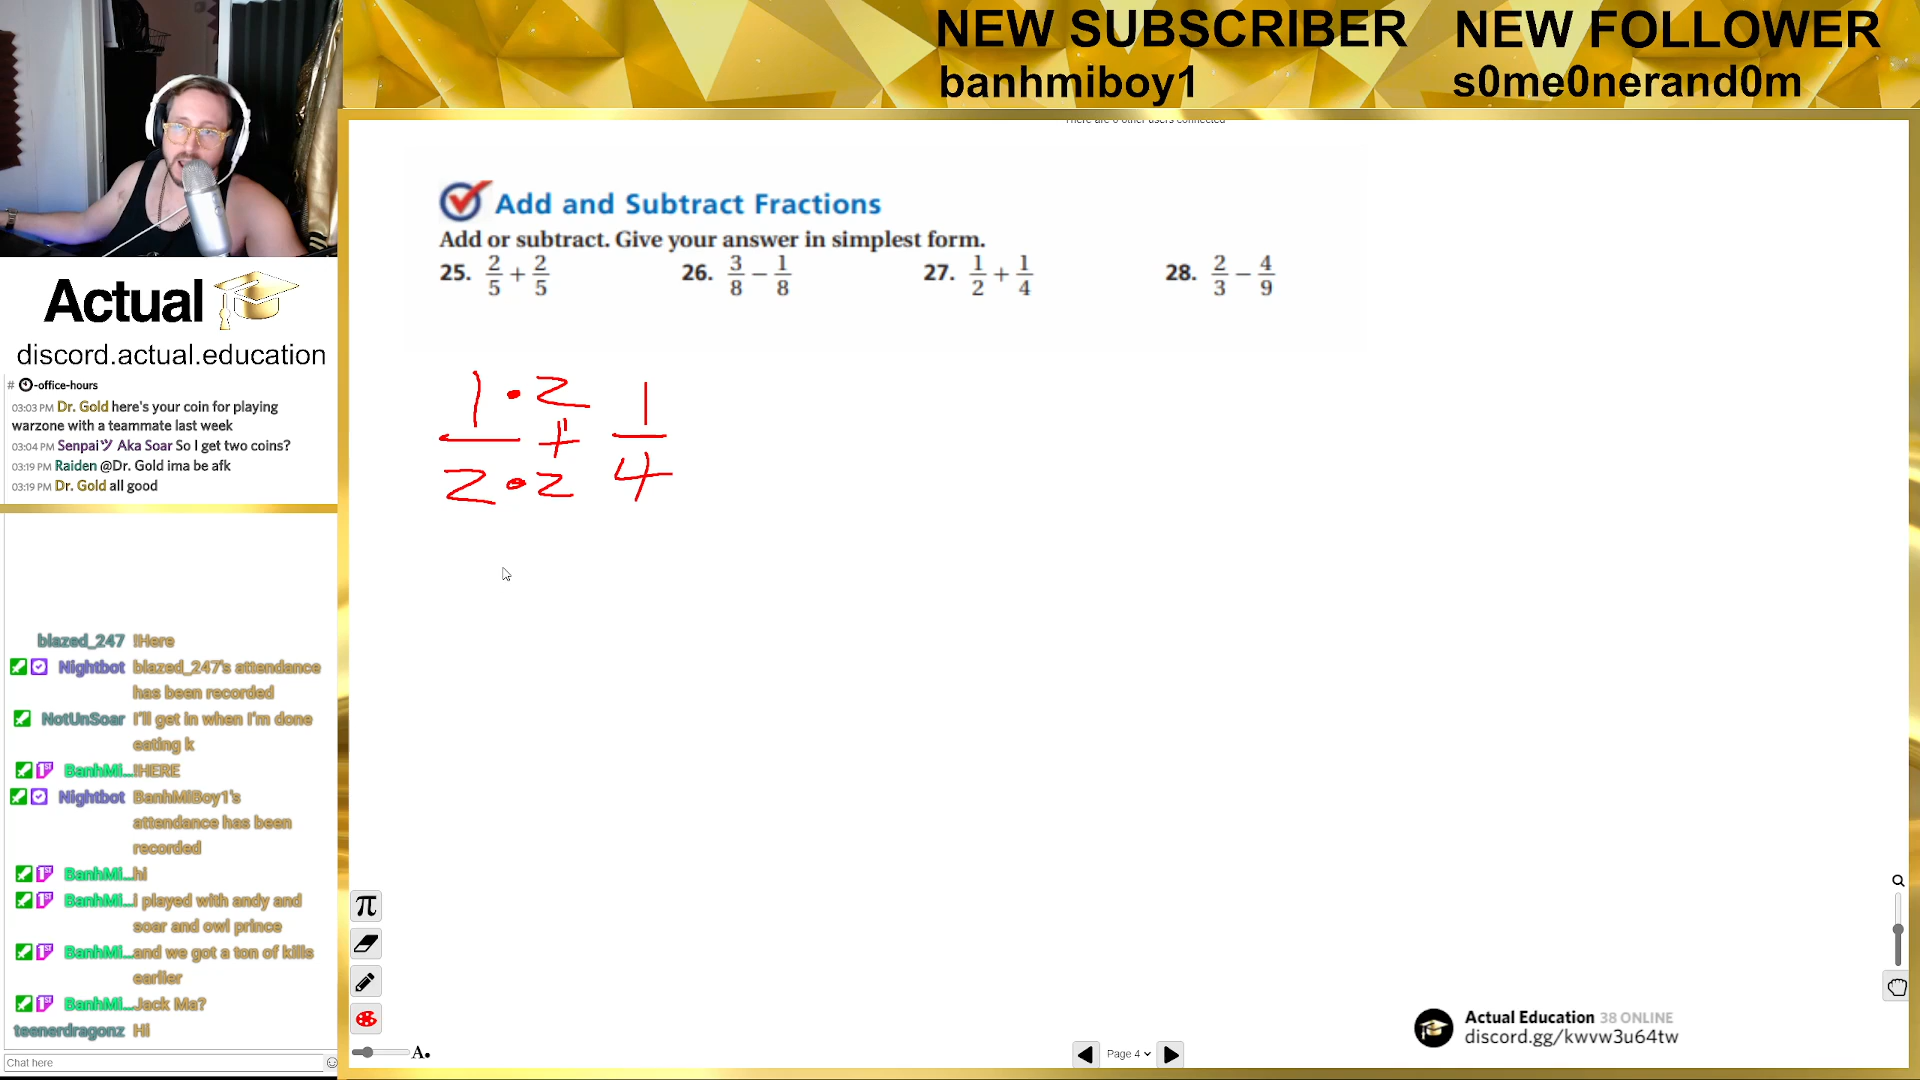 NEW SUBSCRIBER
banhmiboy1
NEW FOLLOWER
s0me0nerand0m
There are 6 other users connected
Actual
discord.actual.education
# -office-hours
03:03 PM Dr. Gold here's your coin for playing
warzone with a teammate last week
03:04 PM Senpaiツ Aka Soar So I get two coins?
03:19 PM Raiden @Dr. Gold ima be afk
03:19 PM Dr. Gold all good
blazed_247 !Here
Nightbot blazed_247's attendance
has been recorded
NotUnSoar I'll get in when I'm done
eating k
BanhMi...!HERE
Nightbot BanhMiBoy1's
attendance has been
recorded
BanhMi...hi
BanhMi...i played with andy and
soar and owl prince
BanhMi...and we got a ton of kills
earlier
BanhMi...Jack Ma?
teenerdragonz Hi
Chat here
Add and Subtract Fractions
Add or subtract. Give your answer in simplest form.
25. 2/5 + 2/5 26. 3/8 − 1/8 27. 1/2 + 1/4 28. 2/3 − 4/9
1 • 2 1
+
2 • 2 4
π
A•
Page 4
Actual Education 38 ONLINE
discord.gg/kwvw3u64tw